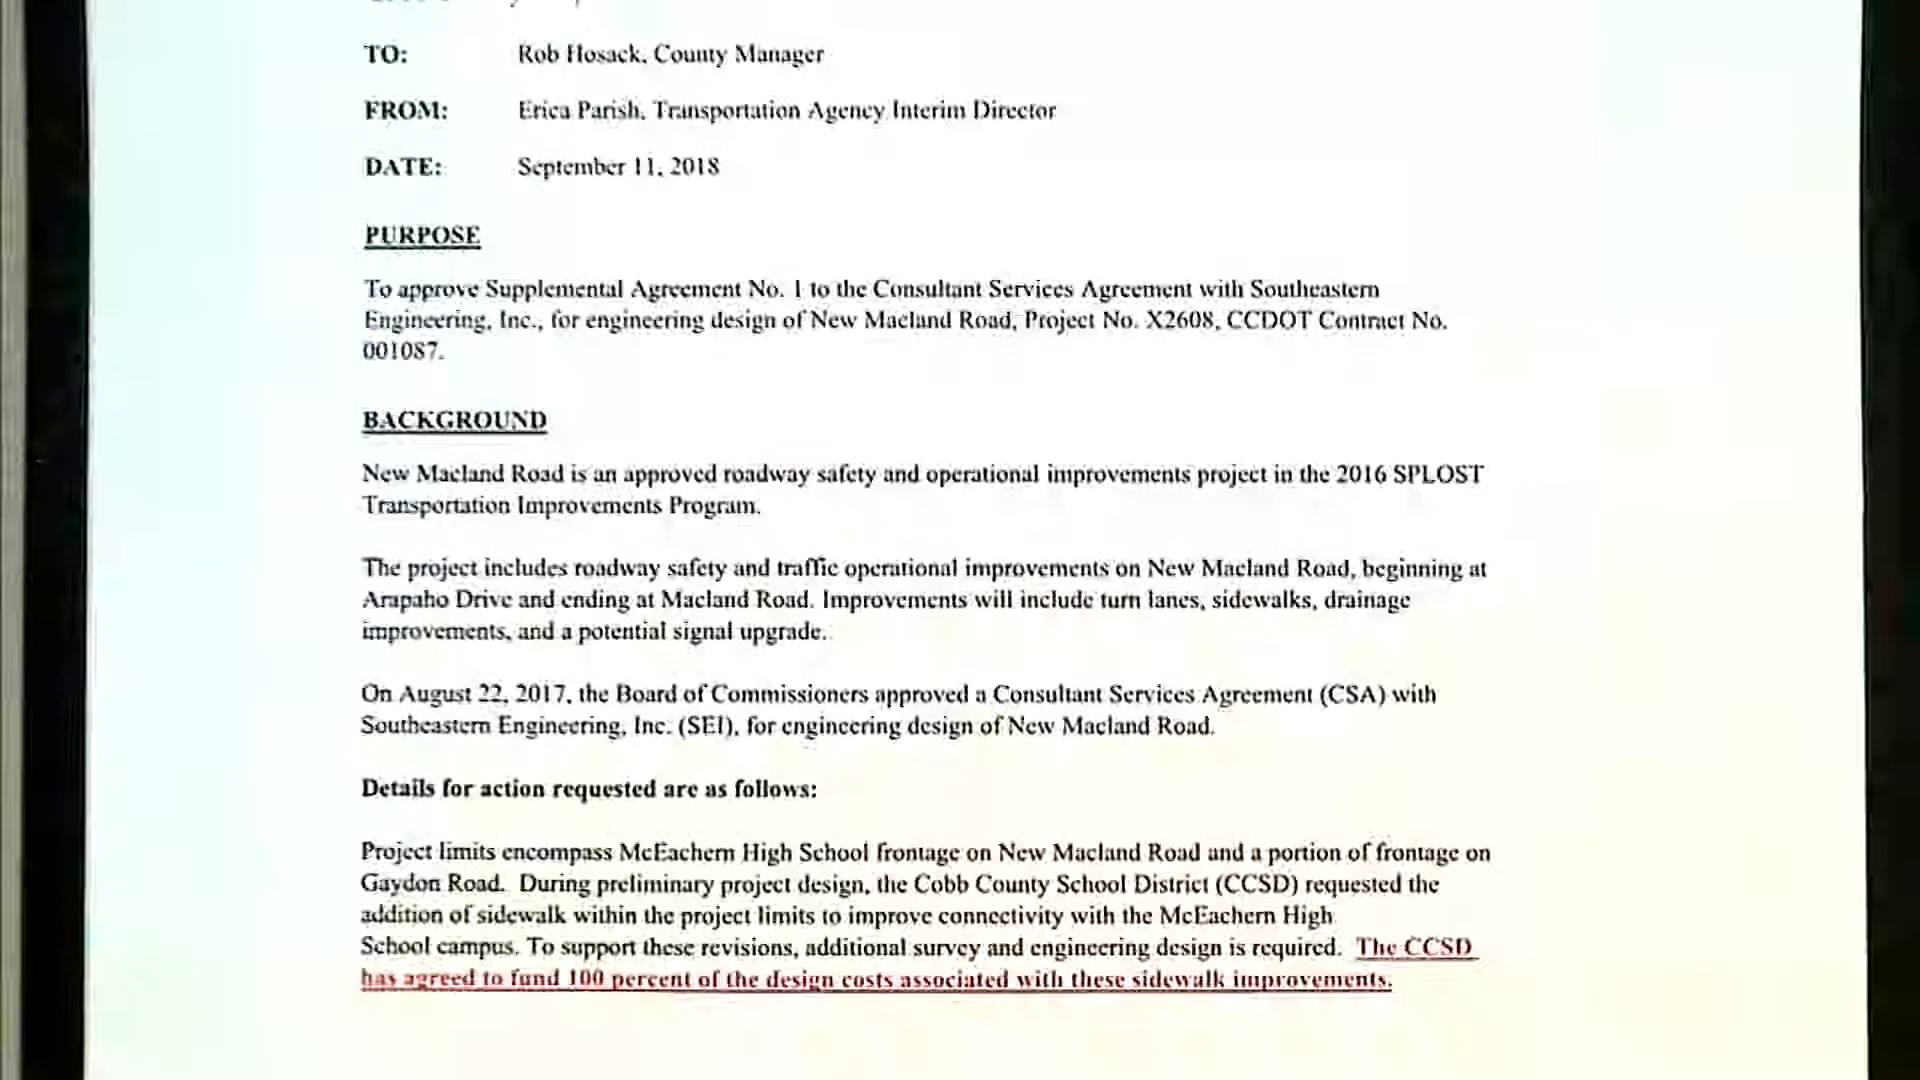 TO: Rob Hosack, County Manager
FROM: Erica Parish, Transportation Agency Interim Director
DATE: September 11, 2018
PURPOSE
To approve Supplemental Agreement No. 1 to the Consultant Services Agreement with Southeastern
Engineering, Inc., for engineering design of New Macland Road, Project No. X2608, CCDOT Contract No.
001087.
BACKGROUND
New Macland Road is an approved roadway safety and operational improvements project in the 2016 SPLOST
Transportation Improvements Program.
The project includes roadway safety and traffic operational improvements on New Macland Road, beginning at
Arapaho Drive and ending at Macland Road. Improvements will include turn lanes, sidewalks, drainage
improvements, and a potential signal upgrade.
On August 22, 2017, the Board of Commissioners approved a Consultant Services Agreement (CSA) with
Southeastern Engineering, Inc. (SEI), for engineering design of New Macland Road.
Details for action requested are as follows:
Project limits encompass McEachern High School frontage on New Macland Road and a portion of frontage on
Gaydon Road. During preliminary project design, the Cobb County School District (CCSD) requested the
addition of sidewalk within the project limits to improve connectivity with the McEachern High
School campus. To support these revisions, additional survey and engineering design is required. The CCSD
has agreed to fund 100 percent of the design costs associated with these sidewalk improvements.